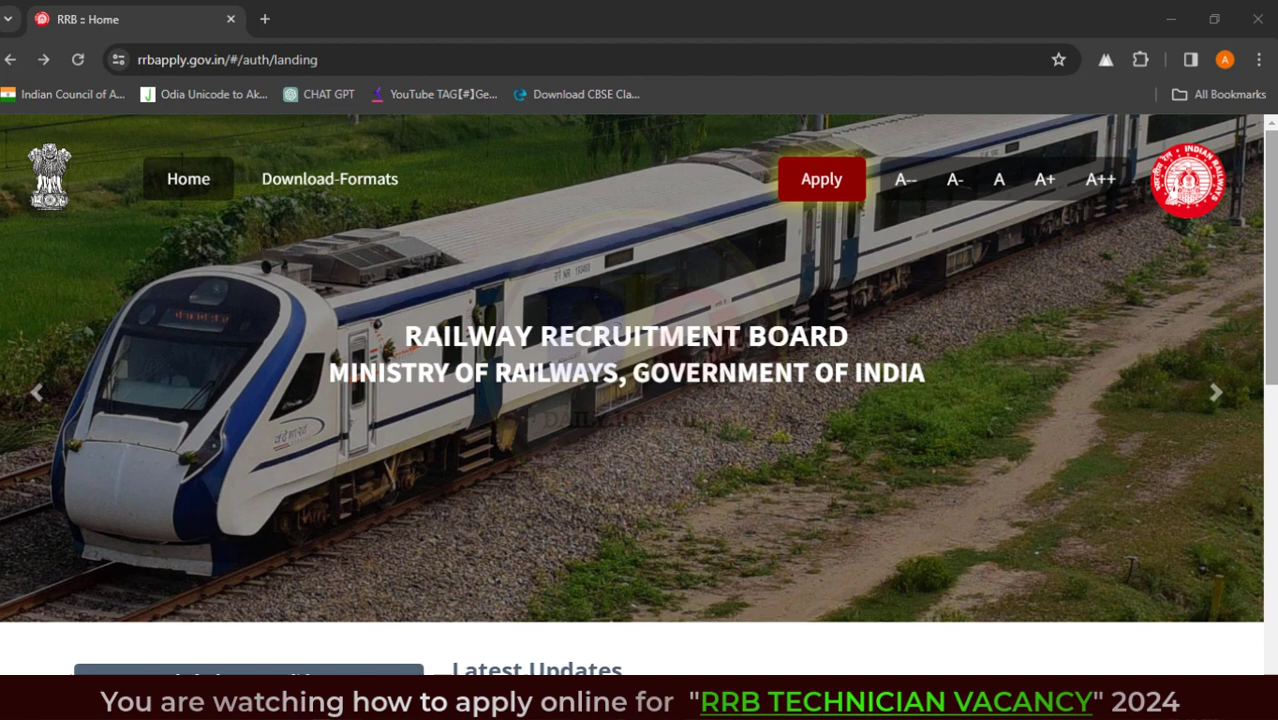 RRB :: Home
rrbapply.gov.in/#/auth/landing
Indian Council of A...
Odia Unicode to Ak...
CHAT GPT
YouTube TAG【#】Ge...
Download CBSE Cla...
All Bookmarks
A
Home
Download-Formats
Apply
A--
A-
A
A+
A++
INDIAN RAILWAYS
RAILWAY RECRUITMENT BOARD
MINISTRY OF RAILWAYS, GOVERNMENT OF INDIA
Latest Updates
You are watching how to apply online for "RRB TECHNICIAN VACANCY" 2024